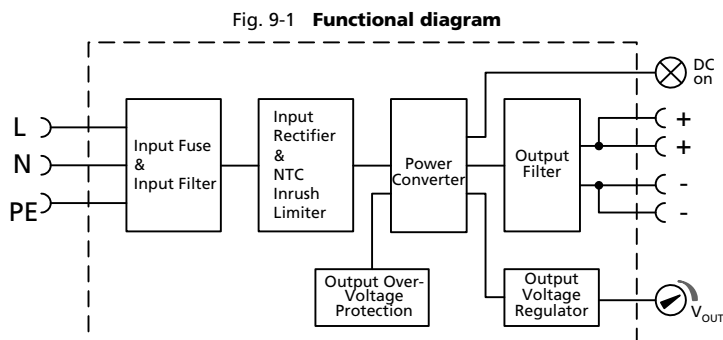 Fig. 9-1 Functional diagram
DC
on
L
N
PE
Input Fuse
&
Input Filter
Input
Rectifier
&
NTC
Inrush
Limiter
Power
Converter
Output
Filter
+
+
-
-
Output Over-
Voltage
Protection
Output
Voltage
Regulator
VOUT